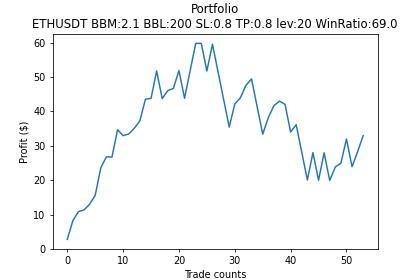 Portfolio
ETHUSDT BBM:2.1 BBL:200 SL:0.8 TP:0.8 lev:20 WinRatio:69.0
60
50
40
30
20
10
0
Profit ($)
0 10 20 30 40 50
Trade counts